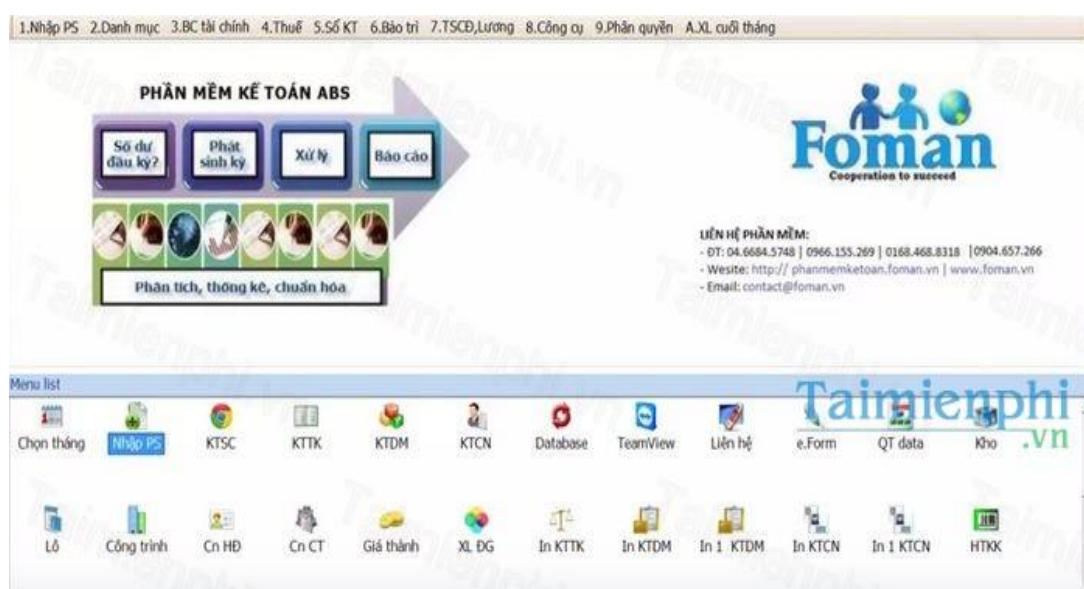 1.Nhập PS 2.Danh mục 3.BC tài chính 4.Thuế 5.Sổ KT 6.Bảo trì 7.TSCĐ,Lương 8.Công cụ 9.Phân quyền A.XL cuối tháng
PHẦN MỀM KẾ TOÁN ABS
Số dư đầu kỳ?
Phát sinh kỳ
Xử lý
Báo cáo
Phân tích, thống kê, chuẩn hóa
Foman
Cooperation to succeed
LIÊN HỆ PHẦN MỀM:
- ĐT: 04.6684.5748 | 0966.155.269 | 0168.468.8318 |0904.657.266
- Wesite: http:// phanmemketoan.foman.vn | www.foman.vn
- Email: contact@foman.vn
Menu list
Taimienphi
.vn
Chọn tháng Nhập PS KTSC KTTK KTDM KTCN Database TeamView Liên hệ e.Form QT data Kho
Lô Công trình Cn HĐ Cn CT Giá thành XL ĐG In KTTK In KTDM In 1 KTDM In KTCN In 1 KTCN HTKK